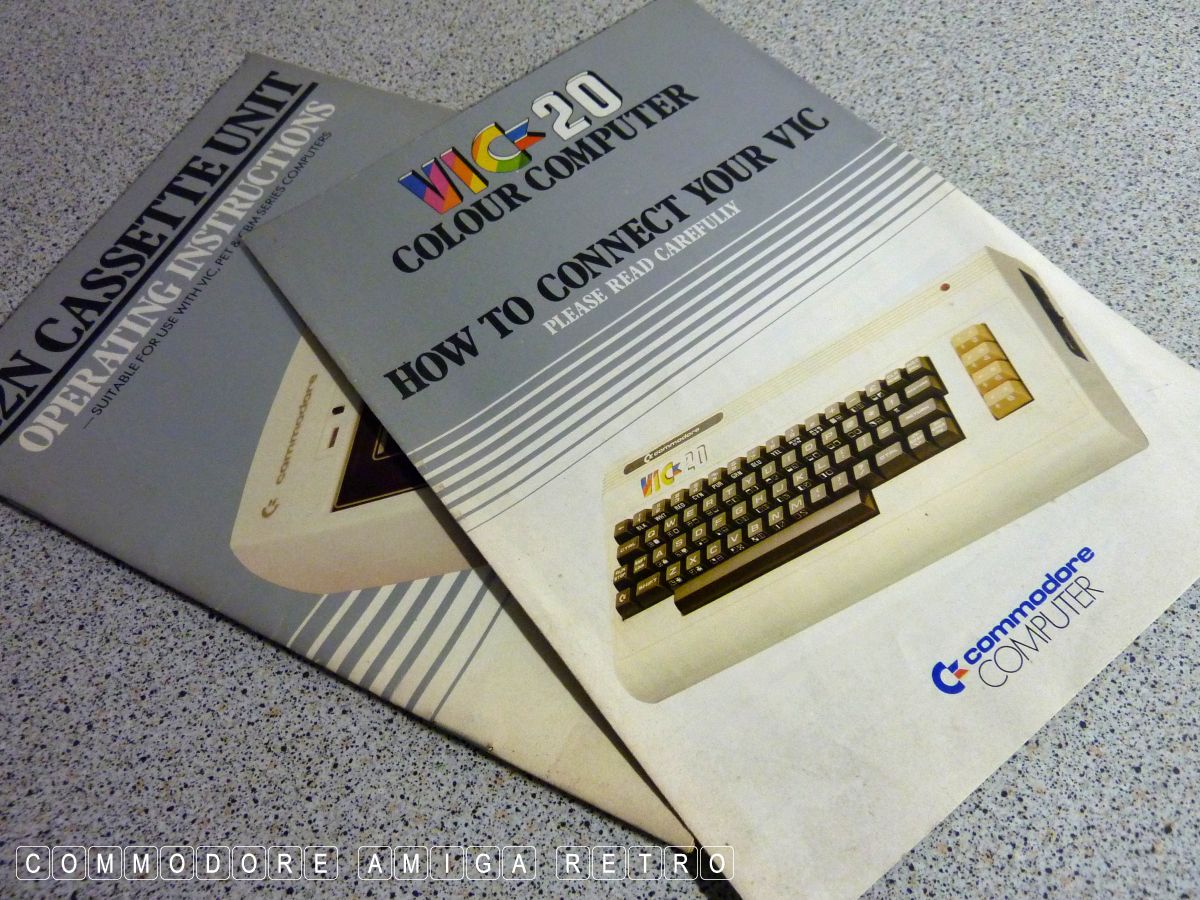 2N CASSETTE UNIT
OPERATING INSTRUCTIONS
—SUITABLE FOR USE WITH VIC, PET & CBM SERIES COMPUTERS
commodore
VIC 20
COLOUR COMPUTER
HOW TO CONNECT YOUR VIC
PLEASE READ CAREFULLY
commodore
VIC 20
commodore
COMPUTER
COMMODORE AMIGA RETRO